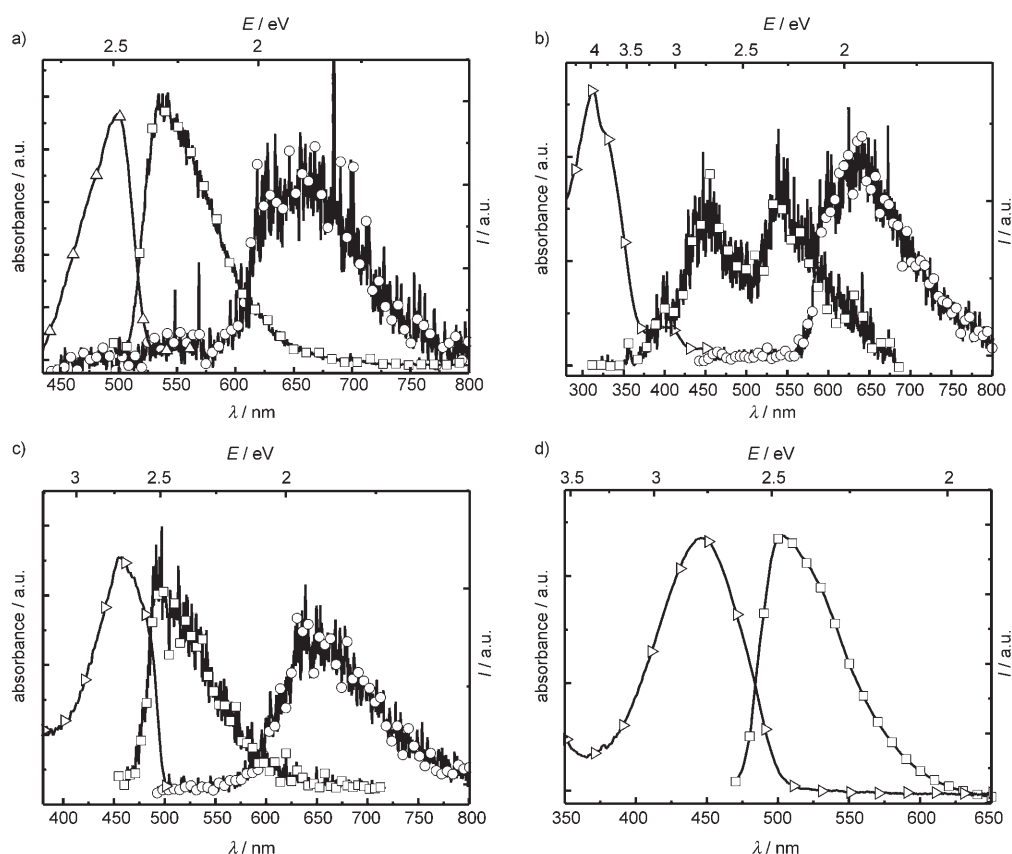 a)
E / eV
2.5 2
absorbance / a.u.
I / a.u.
450 500 550 600 650 700 750 800
λ / nm
b)
E / eV
4 3.5 3 2.5 2
absorbance / a.u.
I / a.u.
300 350 400 450 500 550 600 650 700 750 800
λ / nm
c)
E / eV
3 2.5 2
absorbance / a.u.
I / a.u.
400 450 500 550 600 650 700 750 800
λ / nm
d)
E / eV
3.5 3 2.5 2
absorbance / a.u.
I / a.u.
350 400 450 500 550 600 650
λ / nm